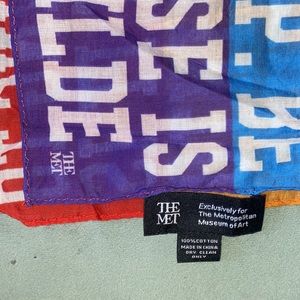 P. BE
SE IS
LDE
THE
MET
THE
MET
Exclusively for
The Metropolitan
Museum of Art
100%COTTON
MADE IN CHINA
DRY CLEAN
ONLY